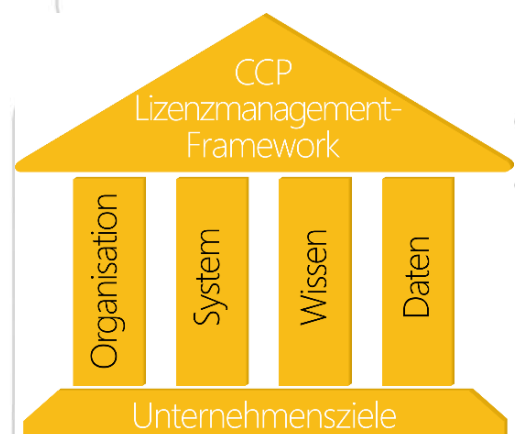 CCP
Lizenzmanagement-
Framework
Organisation
System
Wissen
Daten
Unternehmensziele